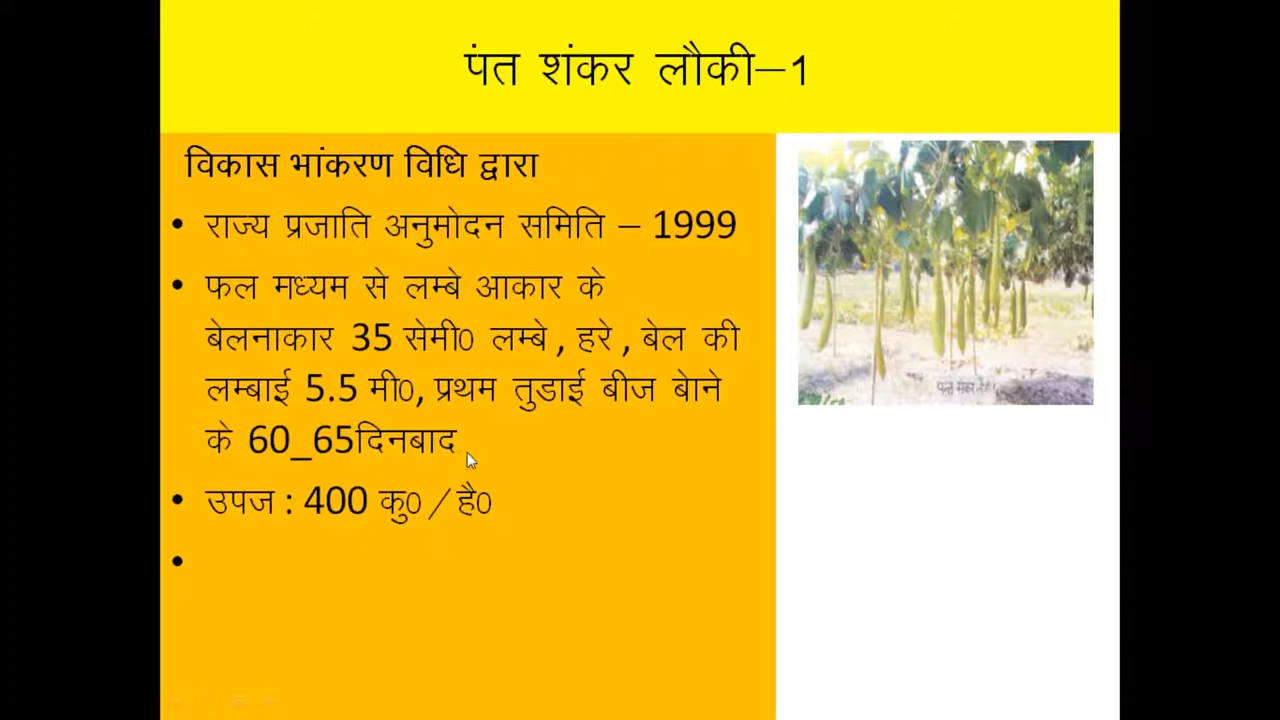 पंत शंकर लौकी–1
विकास भांकरण विधि द्वारा
• राज्य प्रजाति अनुमोदन समिति – 1999
• फल मध्यम से लम्बे आकार के
बेलनाकार 35 सेमी0 लम्बे , हरे , बेल की
लम्बाई 5.5 मी0, प्रथम तुडाई बीज बेाने
के 60_65दिनबाद
• उपज : 400 कु0 / है0
•